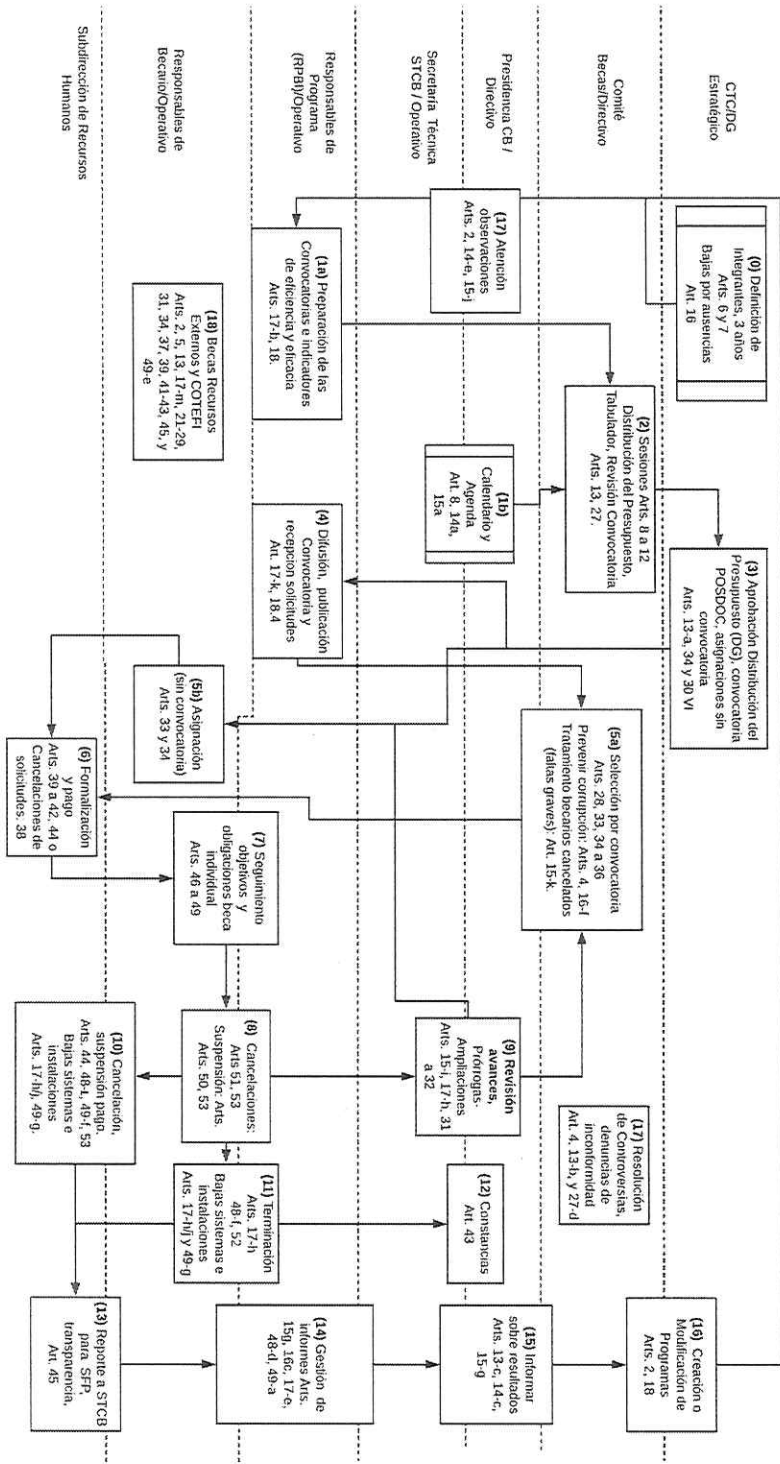 CTC/DG
Estratégico
Comité
Becas/Directivo
Presidencia CB /
Directivo
Secretaría Técnica
STCB / Operativo
Responsables de
Programa
(RPBI)/Operativo
Responsables de
Becario/Operativo
Subdirección de Recursos
Humanos
(0) Definición de
Integrantes, 3 años
Arts. 6 y 7
Bajas por ausencias
Art. 16
(17) Atención
observaciones
Arts. 2, 14-e, 15-j
(1a) Preparación de las
Convocatorias e indicadores
de eficiencia y eficacia
Arts. 17-h, 18.
(18) Becas Recursos
Externos y COTEFI
Arts. 2, 5, 13, 17-m, 21-29,
31, 34, 37, 39, 41-43, 45, y
49-e
(2) Sesiones Arts. 8 a 12
Distribución del Presupuesto,
Tabulador, Revisión Convocatoria
Arts. 13, 27.
(1b)
Calendario y
Agenda
Art. 8, 14a,
15a
(3) Aprobación Distribución del
Presupuesto (DG), convocatoria
POSDOC, asignaciones sin
convocatoria
Arts. 13-a, 34 y 30 VI
(4) Difusión, publicación
Convocatoria y
recepción solicitudes
Art. 17-k, 18.4
(5a) Selección por convocatoria
Arts. 28, 33, 34 a 36
Prevenir corrupción: Arts. 4, 16-f
Tratamiento becarios cancelados
(faltas graves): Art. 15-k.
(5b) Asignación
(sin convocatoria)
Arts. 33 y 34
(6) Formalización
y pago
Arts. 39 a 42, 44 o
Cancelaciones de
solicitudes, 38
(7) Seguimiento
objetivos y
obligaciones beca
individual
Arts. 46 a 49
(8) Cancelaciones:
Arts 51, 53
Suspensión: Arts.
Arts. 50, 53
(9) Revisión
avances,
Prórrogas-
Ampliaciones
Arts. 15-i, 17-h, 31
a 32
(10) Cancelación,
suspensión pago,
Arts. 44, 48-t, 49-f, 53
Bajas sistemas e
instalaciones
Arts. 17-h/j, 49-g,
(17) Resolución
de Controversias,
denuncias de
inconformidad
Art. 4, 13-b, y 27-d
(11) Terminación
Arts. 17-h
48-f, 52
Bajas sistemas e
instalaciones
Arts. 17-h/j y 49-g
(12) Constancias
Art. 43
(13) Reporte a STCB
para SFP,
transparencia,
Art. 45
(14) Gestión de
informes Arts.
15g, 16c, 17-e,
48-d, 49-a
(15) Informar
sobre resultados
Arts. 13-c, 14-c,
15-g
(16) Creación o
Modificación de
Programas
Arts. 2, 18